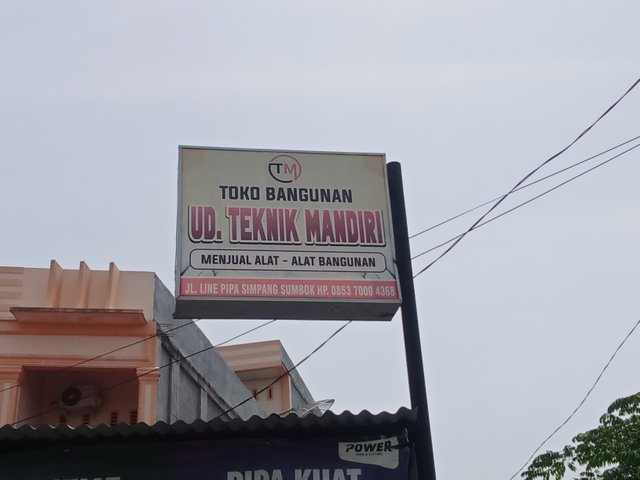 TM
TOKO BANGUNAN
UD. TEKNIK MANDIRI
MENJUAL ALAT - ALAT BANGUNAN
JL. LINE PIPA SIMPANG SUMBOK HP. 0853 7000 4368
POWER
PIPA KUAT